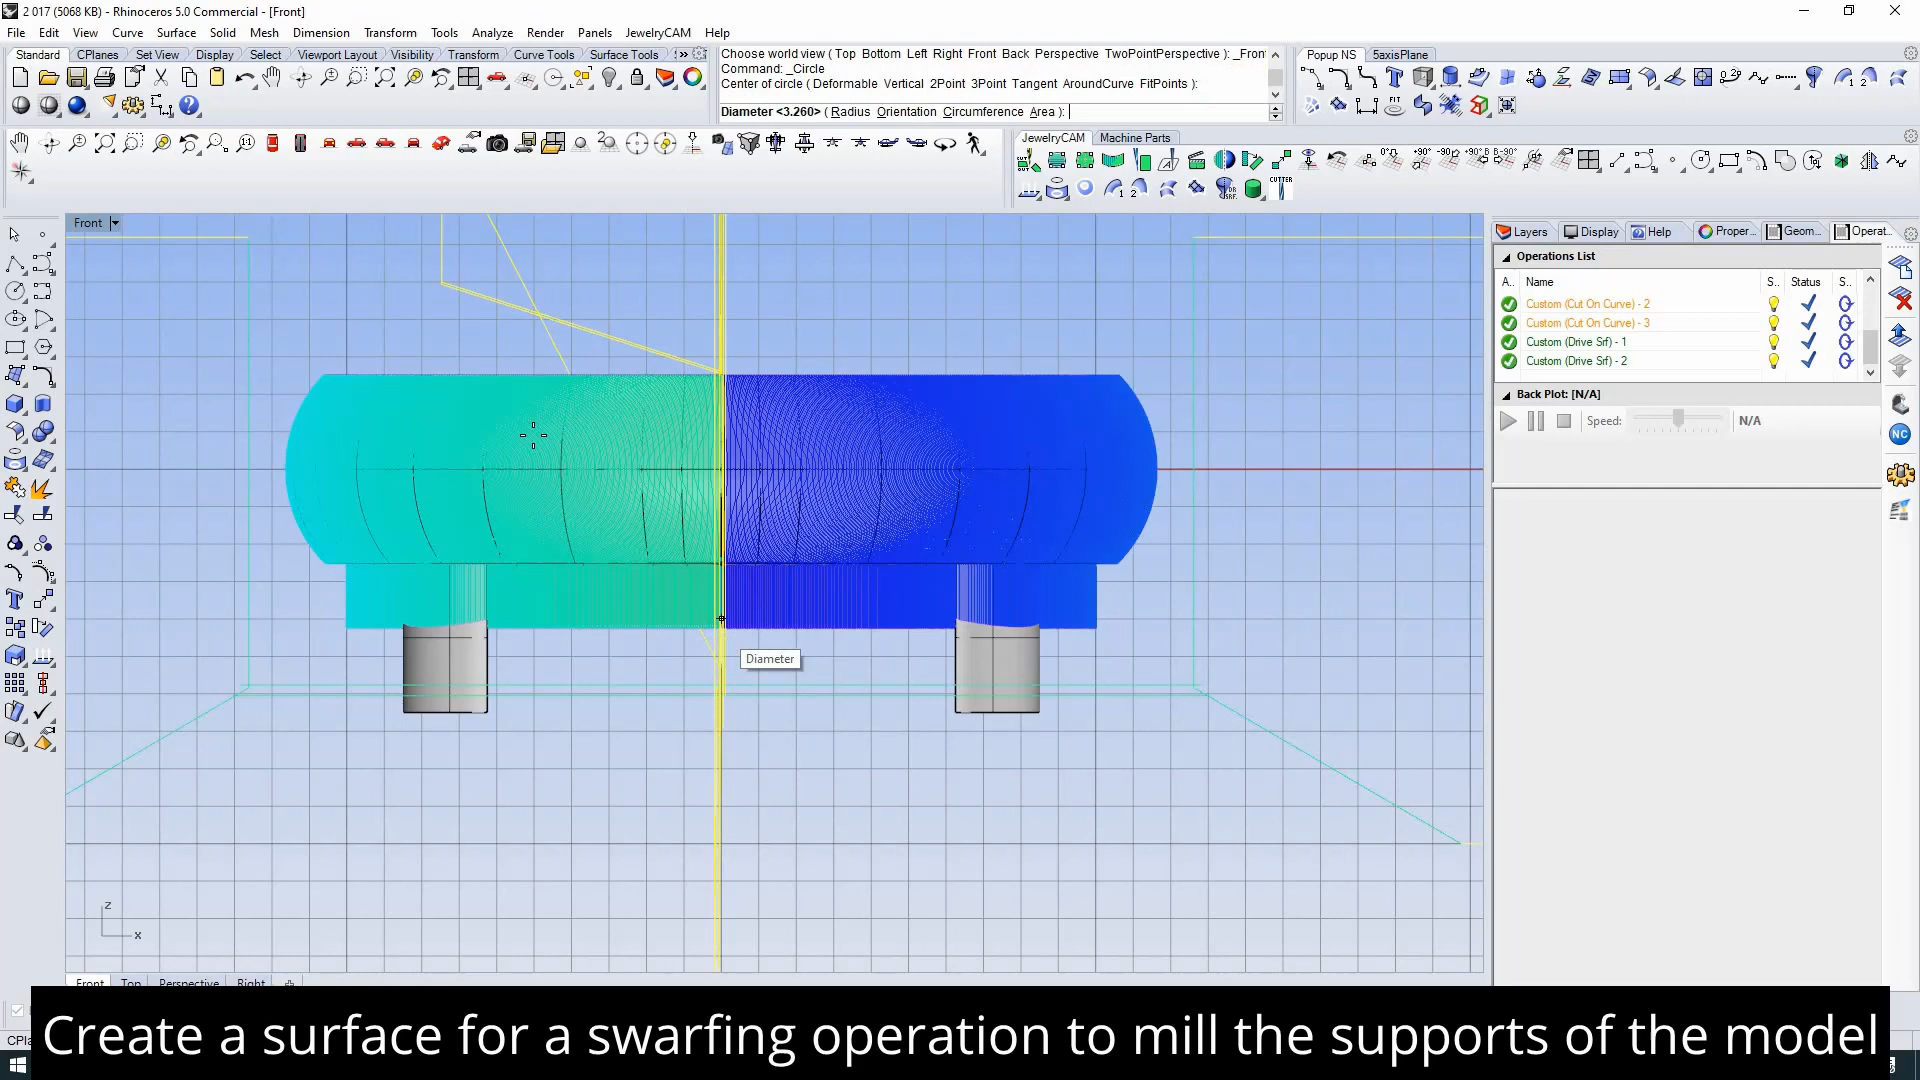 2 017 (5068 KB) - Rhinoceros 5.0 Commercial - [Front]
File Edit View Curve Surface Solid Mesh Dimension Transform Tools Analyze Render Panels JewelryCAM Help
Standard CPlanes Set View Display Select Viewport Layout Visibility Transform Curve Tools Surface Tools
Choose world view ( Top Bottom Left Right Front Back Perspective TwoPointPerspective ): _Front
Command: _Circle
Center of circle ( Deformable Vertical 2Point 3Point Tangent AroundCurve FitPoints ):
Diameter <3.260> ( Radius Orientation Circumference Area ):
Popup NS 5axisPlane
JewelryCAM Machine Parts
CUTTER
Front
Layers Display Help Proper... Geom... Operat..
Operations List
A.. Name S.. Status S..
Custom (Cut On Curve) - 2
Custom (Cut On Curve) - 3
Custom (Drive Srf) - 1
Custom (Drive Srf) - 2
Back Plot: [N/A]
Speed: N/A
NC
Diameter
z
x
Front Top Perspective Right
CPl
Create a surface for a swarfing operation to mill the supports of the model